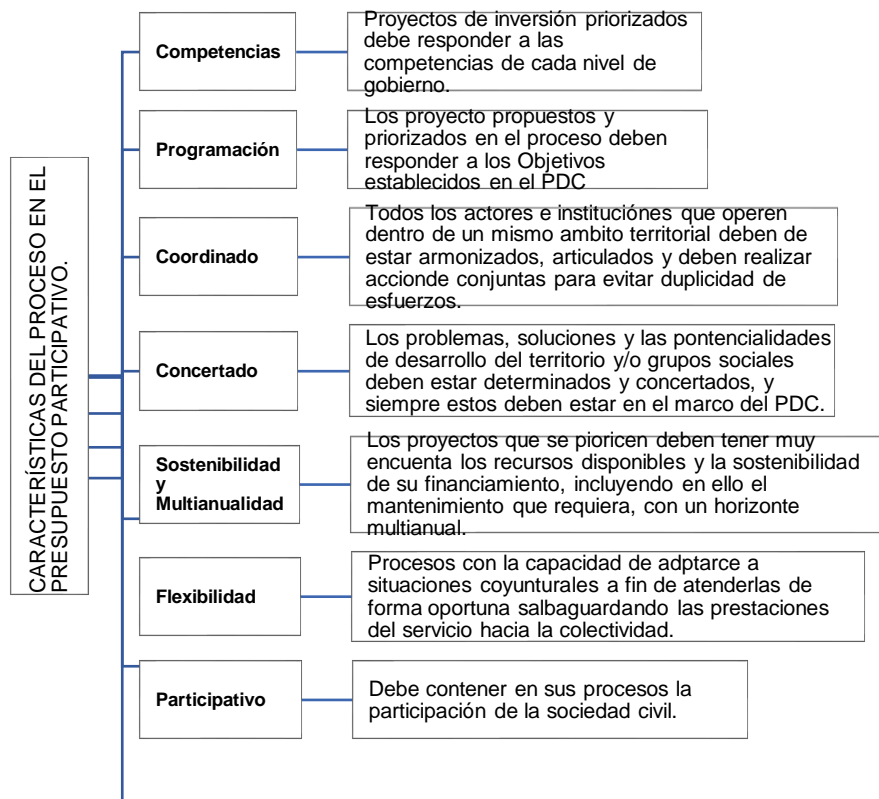 CARACTERÍSTICAS DEL PROCESO EN EL
PRESUPUESTO PARTICIPATIVO.
Competencias
Proyectos de inversión priorizados
debe responder a las
competencias de cada nivel de
gobierno.
Programación
Los proyecto propuestos y
priorizados en el proceso deben
responder a los Objetivos
establecidos en el PDC
Coordinado
Todos los actores e instituciónes que operen
dentro de un mismo ambito territorial deben de
estar armonizados, articulados y deben realizar
accionde conjuntas para evitar duplicidad de
esfuerzos.
Concertado
Los problemas, soluciones y las pontencialidades
de desarrollo del territorio y/o grupos sociales
deben estar determinados y concertados, y
siempre estos deben estar en el marco del PDC.
Sostenibilidad
y
Multianualidad
Los proyectos que se pioricen deben tener muy
encuenta los recursos disponibles y la sostenibilidad
de su financiamiento, incluyendo en ello el
mantenimiento que requiera, con un horizonte
multianual.
Flexibilidad
Procesos con la capacidad de adptarce a
situaciones coyunturales a fin de atenderlas de
forma oportuna salbaguardando las prestaciones
del servicio hacia la colectividad.
Participativo
Debe contener en sus procesos la
participación de la sociedad civil.